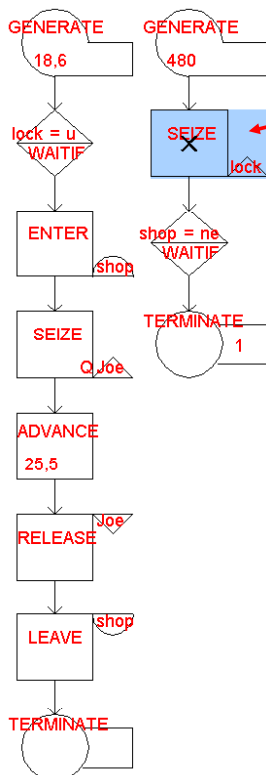 GENERATE
18,6
lock = u
WAITIF
ENTER
shop
SEIZE
Q Joe
ADVANCE
25,5
Joe
RELEASE
shop
LEAVE
TERMINATE
GENERATE
480
SEIZE
lock
shop = ne
WAITIF
TERMINATE
1